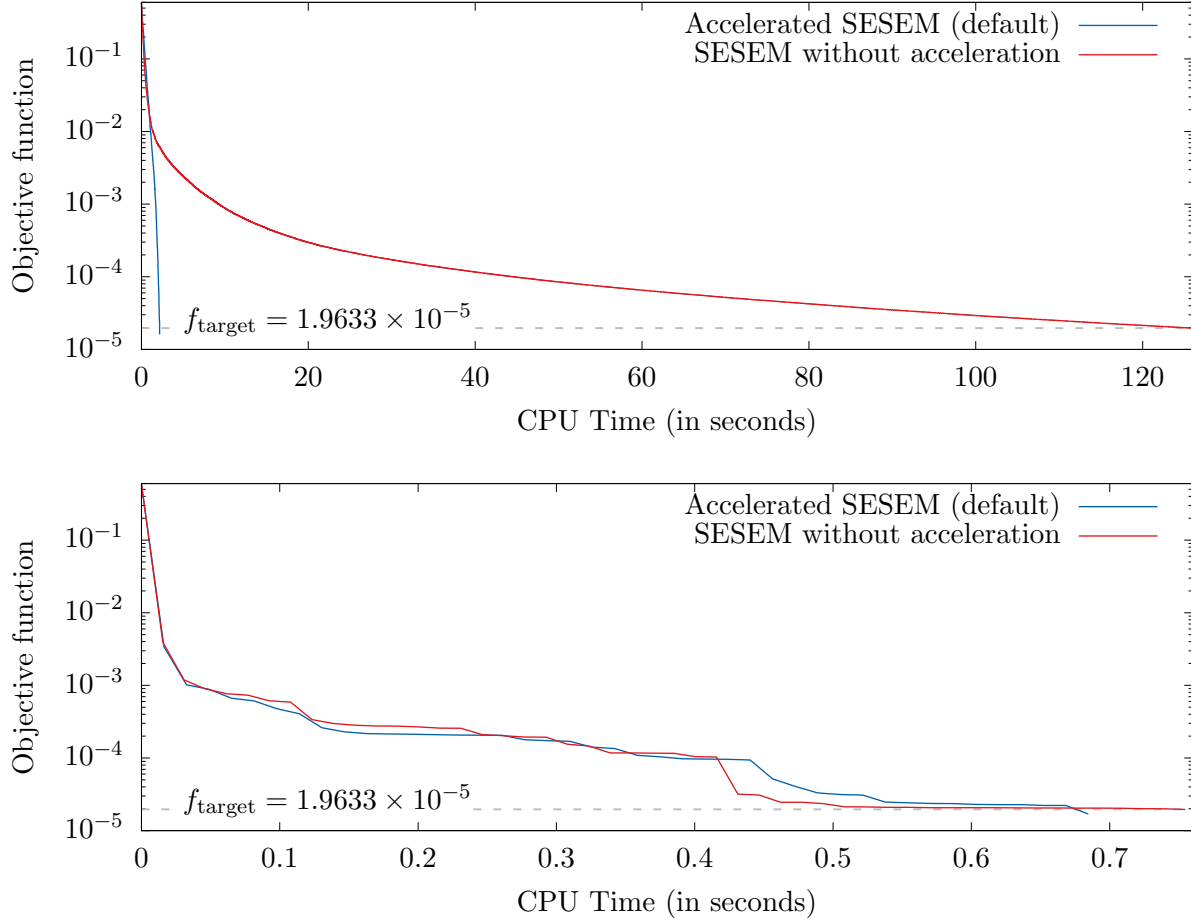 Accelerated SESEM (default)
SESEM without acceleration
Objective function
10⁻¹
10⁻²
10⁻³
10⁻⁴
10⁻⁵
f_target = 1.9633 × 10⁻⁵
0 20 40 60 80 100 120
CPU Time (in seconds)
Accelerated SESEM (default)
SESEM without acceleration
Objective function
10⁻¹
10⁻²
10⁻³
10⁻⁴
10⁻⁵
f_target = 1.9633 × 10⁻⁵
0 0.1 0.2 0.3 0.4 0.5 0.6 0.7
CPU Time (in seconds)